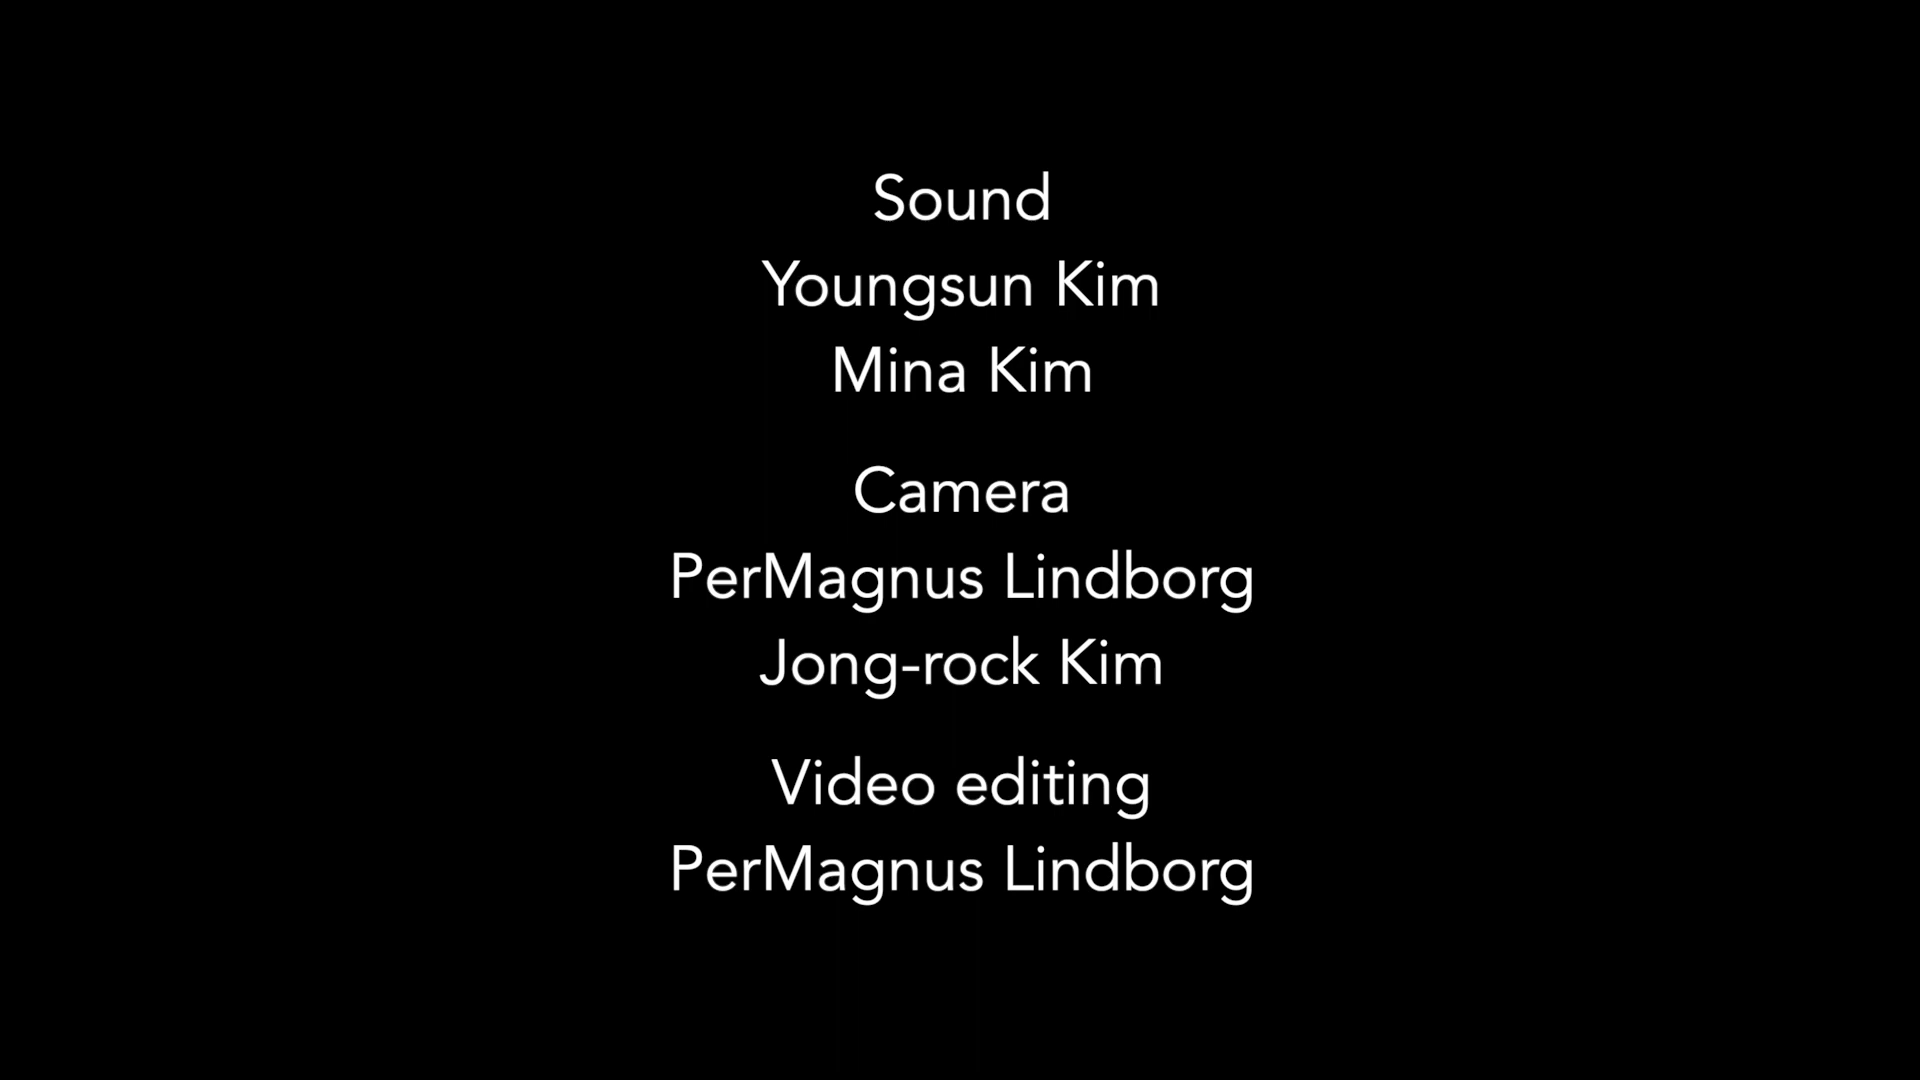 Sound
Youngsun Kim
Mina Kim
Camera
PerMagnus Lindborg
Jong-rock Kim
Video editing
PerMagnus Lindborg